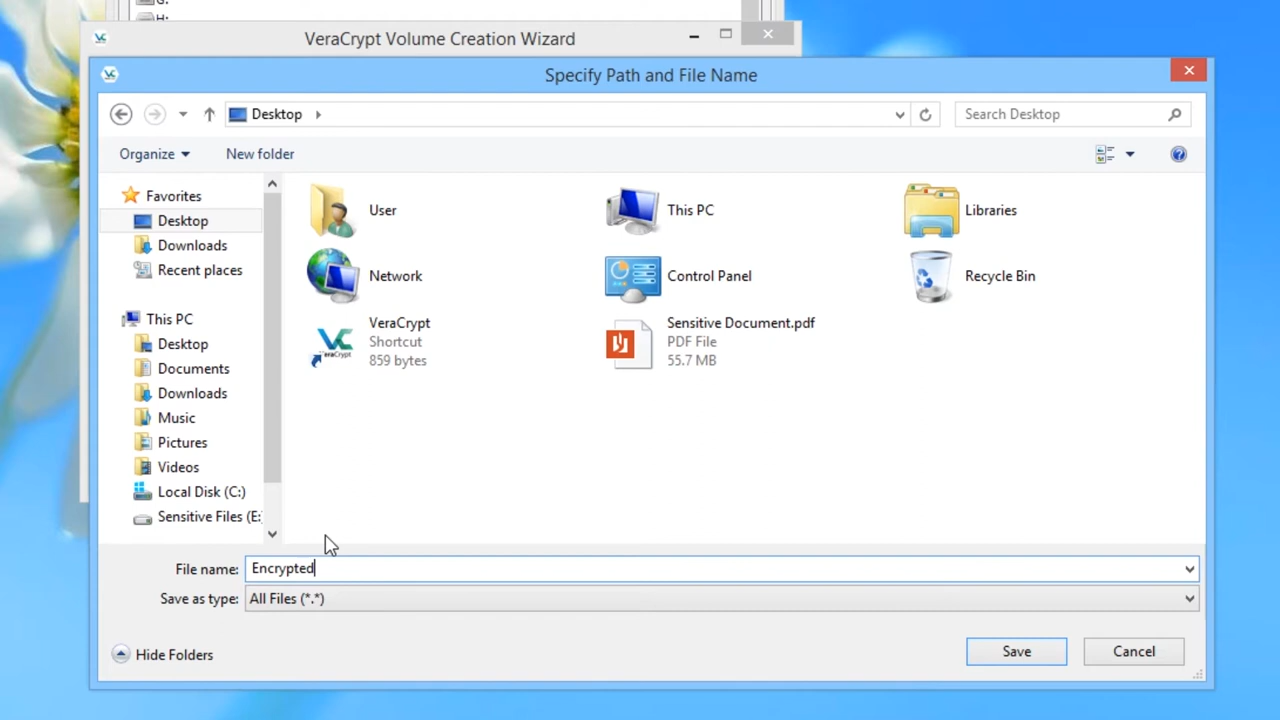 G:
H:
VeraCrypt Volume Creation Wizard
Specify Path and File Name
Desktop
Search Desktop
Organize
New folder
Favorites
Desktop
Downloads
Recent places
This PC
Desktop
Documents
Downloads
Music
Pictures
Videos
Local Disk (C:)
Sensitive Files (E:
User
This PC
Libraries
Network
Control Panel
Recycle Bin
VeraCrypt
Shortcut
859 bytes
Sensitive Document.pdf
PDF File
55.7 MB
File name: Encrypted
Save as type: All Files (*.*)
Hide Folders
Save
Cancel